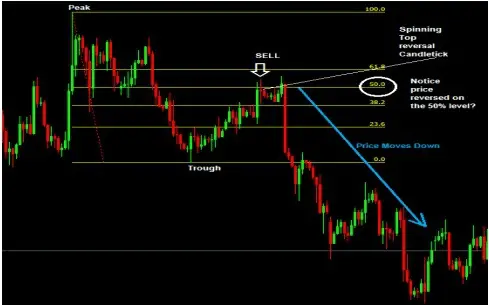 Peak
100.0
Spinning
Top
reversal
Candletick
SELL
61.8
50.0
Notice
price
reversed on
the 50% level?
38.2
23.6
Price Moves Down
0.0
Trough